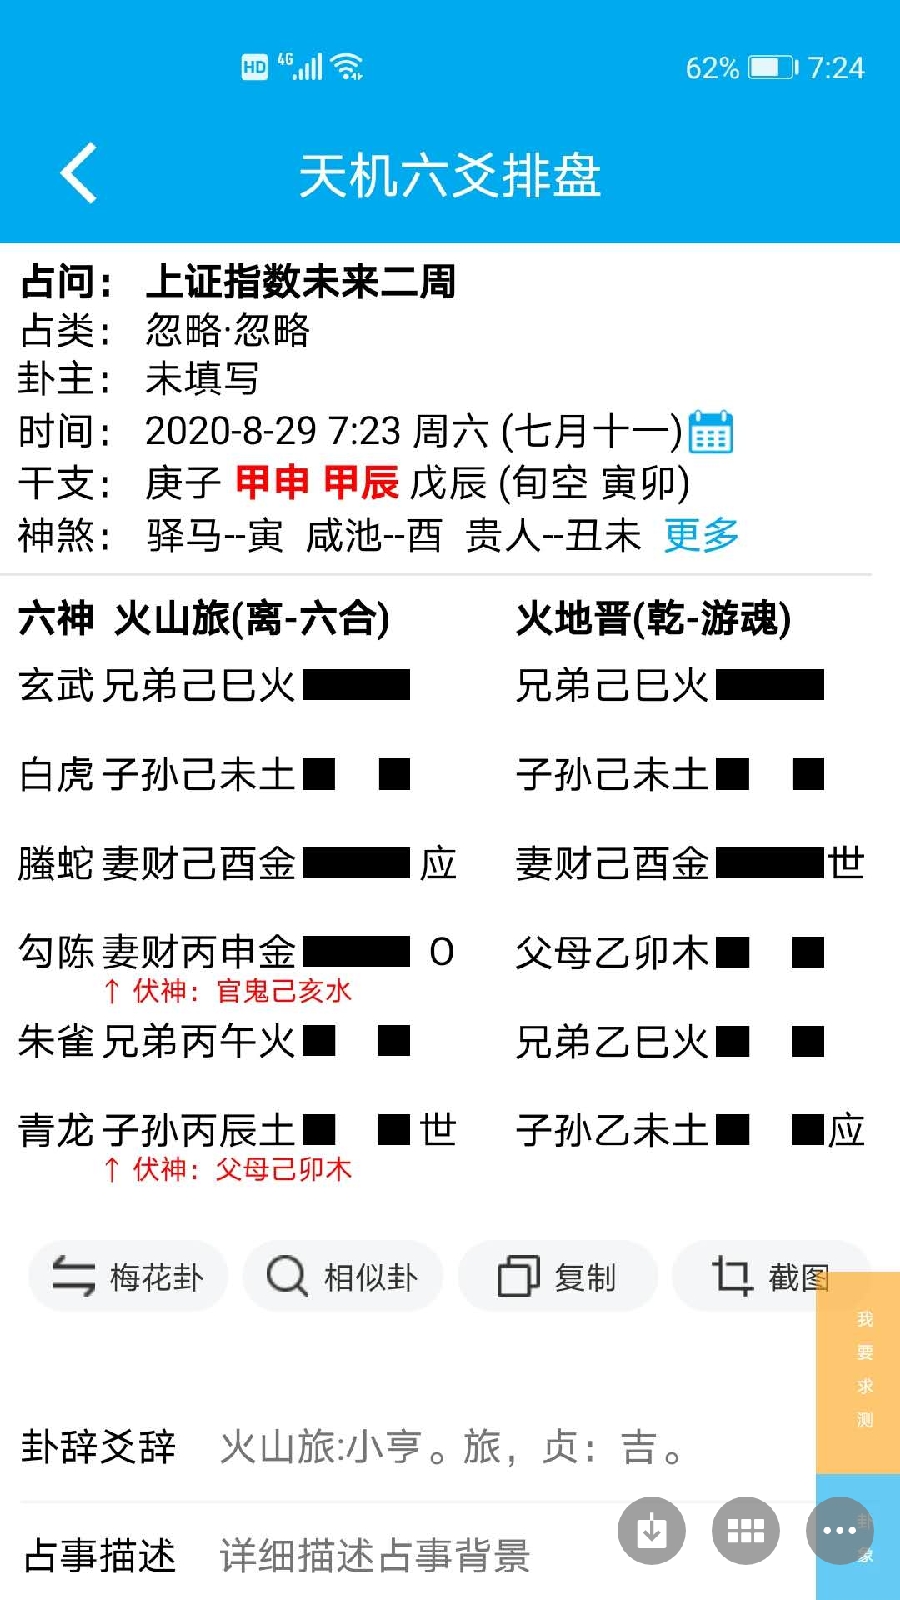 HD 4G 62% 7:24
天机六爻排盘
占问： 上证指数未来二周
占类： 忽略·忽略
卦主： 未填写
时间： 2020-8-29 7:23 周六 (七月十一)
干支： 庚子 甲申 甲辰 戊辰 (旬空 寅卯)
神煞： 驿马--寅 咸池--酉 贵人--丑未 更多
六神 火山旅(离-六合) 火地晋(乾-游魂)
玄武 兄弟己巳火 兄弟己巳火
白虎 子孙己未土 子孙己未土
螣蛇 妻财己酉金 应 妻财己酉金 世
勾陈 妻财丙申金 O 父母乙卯木
↑ 伏神：官鬼己亥水
朱雀 兄弟丙午火 兄弟乙巳火
青龙 子孙丙辰土 世 子孙乙未土 应
↑ 伏神：父母己卯木
梅花卦 相似卦 复制 截图
我要求测
卦辞爻辞 火山旅:小亨。旅，贞：吉。
卦象
占事描述 详细描述占事背景